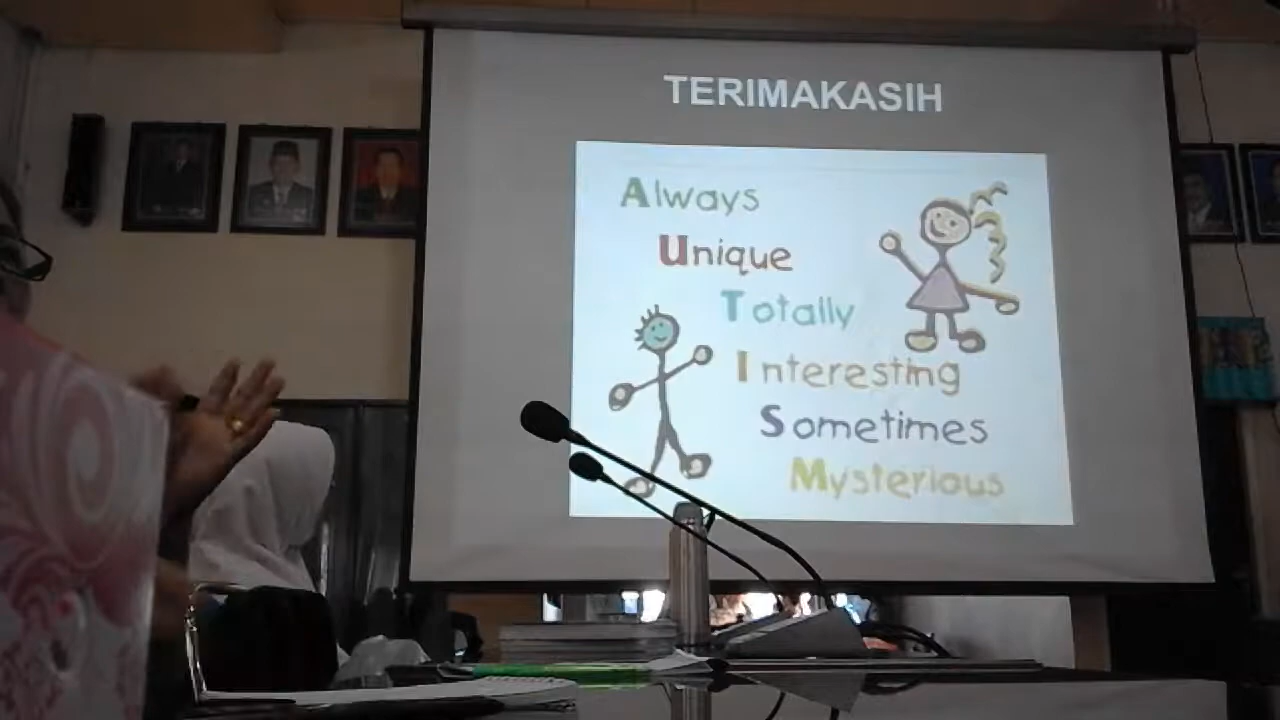 TERIMAKASIH
Always
Unique
Totally
Interesting
Sometimes
Mysterious